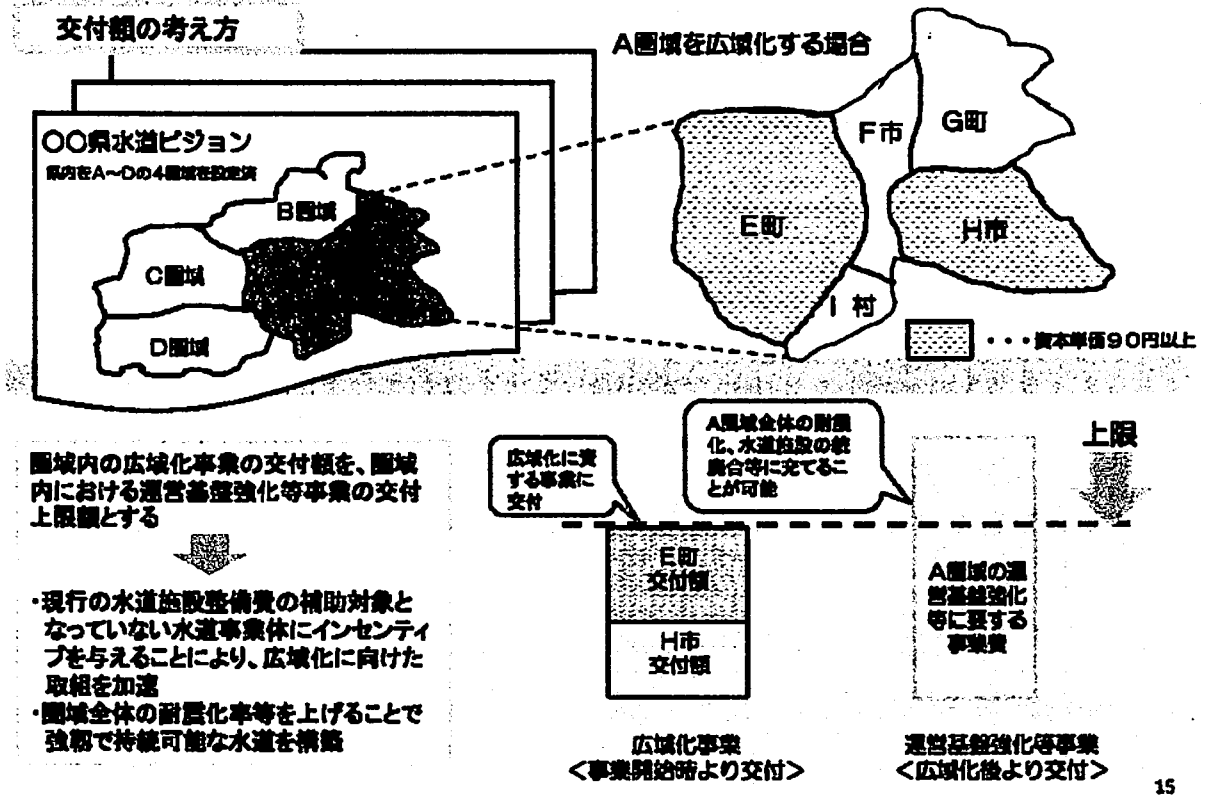 交付額の考え方
〇〇県水道ビジョン
県内をA～Dの4圏域を設定済
B圏域
C圏域
D圏域
A圏域を広域化する場合
F市
G町
E町
H市
I 村
・・・資本単価90円以上
圏域内の広域化事業の交付額を、圏域
内における運営基盤強化等事業の交付
上限額とする
・現行の水道施設整備費の補助対象と
なっていない水道事業体にインセンティ
ブを与えることにより、広域化に向けた
取組を加速
・圏域全体の耐震化率等を上げることで
強靱で持続可能な水道を構築
広域化に資
する事業に
交付
A圏域全体の耐震
化、水道施設の統
廃合等に充てるこ
とが可能
上限
E町
交付額
H市
交付額
A圏域の運
営基盤強化
等に要する
事業費
広域化事業
＜事業開始時より交付＞
運営基盤強化等事業
＜広域化後より交付＞
15